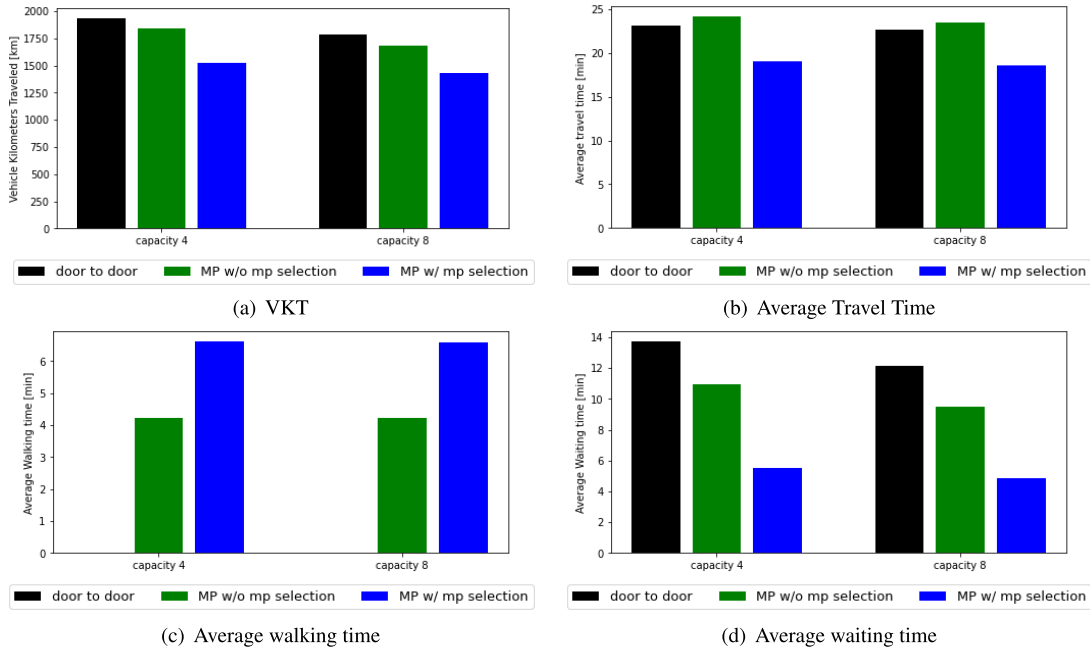 Vehicle Kilometers Traveled [km]
2000
1750
1500
1250
1000
750
500
250
0
capacity 4 capacity 8
door to door MP w/o mp selection MP w/ mp selection
(a) VKT
Average travel time [min]
25
20
15
10
5
0
capacity 4 capacity 8
door to door MP w/o mp selection MP w/ mp selection
(b) Average Travel Time
Average Walking time [min]
6
5
4
3
2
1
0
capacity 4 capacity 8
door to door MP w/o mp selection MP w/ mp selection
(c) Average walking time
Average Waiting time [min]
14
12
10
8
6
4
2
0
capacity 4 capacity 8
door to door MP w/o mp selection MP w/ mp selection
(d) Average waiting time